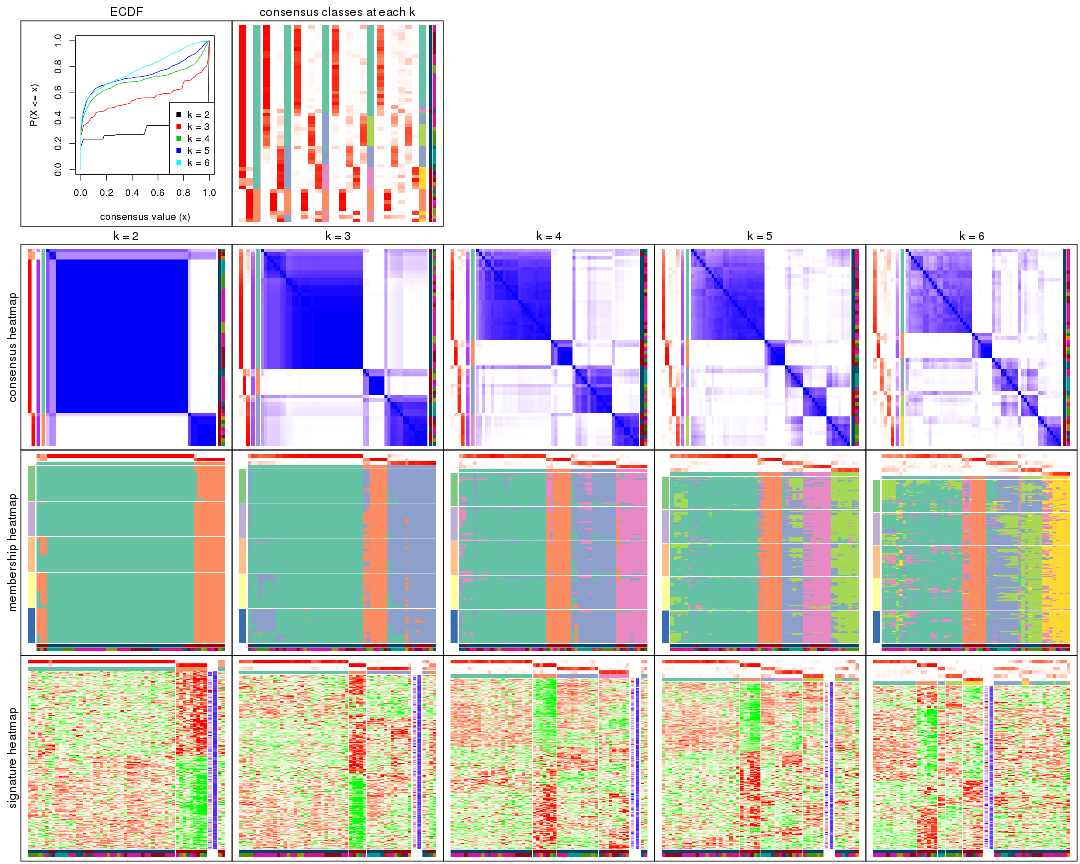 ECDF
consensus classes at each k
P(X <= x)
0.0 0.2 0.4 0.6 0.8 1.0
k = 2
k = 3
k = 4
k = 5
k = 6
0.0 0.2 0.4 0.6 0.8 1.0
consensus value (x)
k = 2
k = 3
k = 4
k = 5
k = 6
consensus heatmap
membership heatmap
signature heatmap